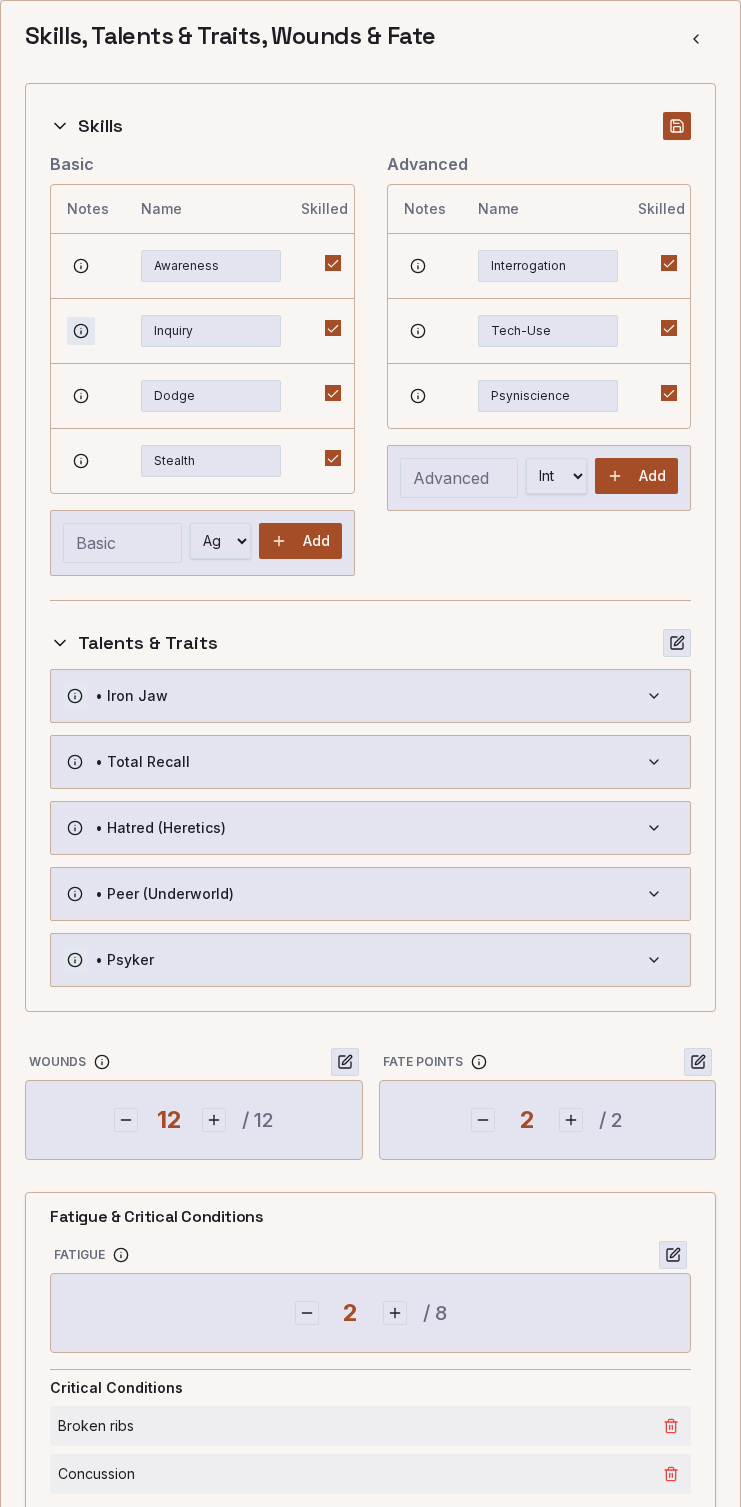 Skills, Talents & Traits, Wounds & Fate
Skills
Basic
Notes Name Skilled
Awareness
Inquiry
Dodge
Stealth
Basic Ag Add
Advanced
Notes Name Skilled
Interrogation
Tech-Use
Psyniscience
Advanced Int Add
Talents & Traits
• Iron Jaw
• Total Recall
• Hatred (Heretics)
• Peer (Underworld)
• Psyker
WOUNDS
12 / 12
FATE POINTS
2 / 2
Fatigue & Critical Conditions
FATIGUE
2 / 8
Critical Conditions
Broken ribs
Concussion